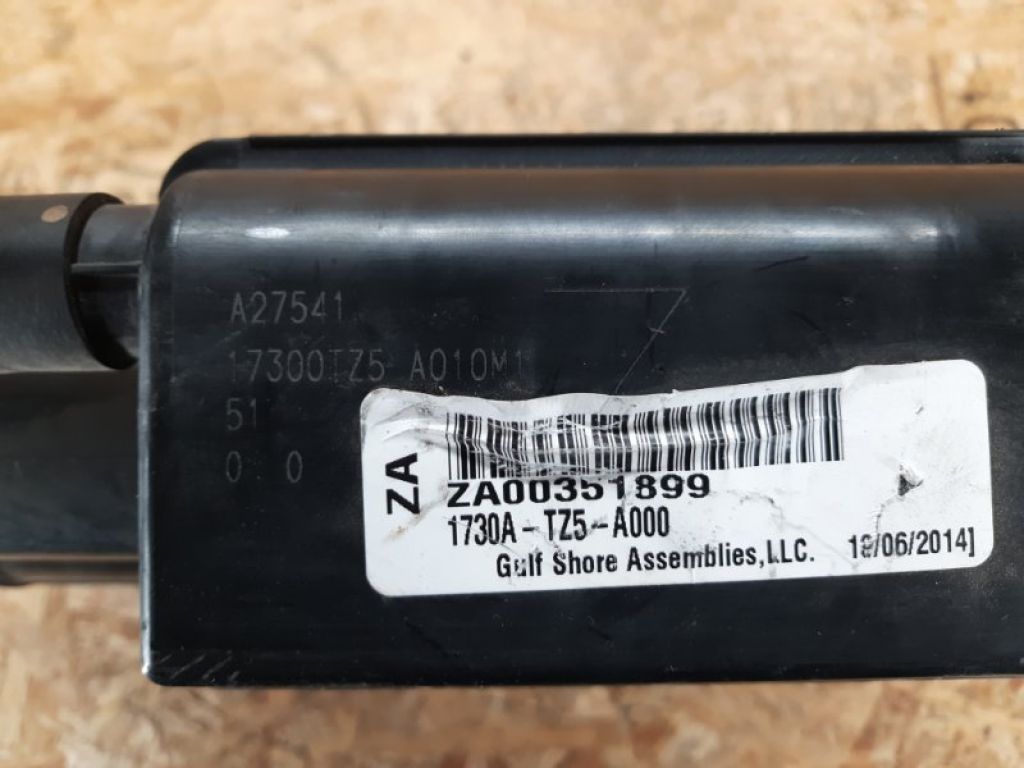 A27541
17300TZ5 A010M1
51
0 0
ZA
ZA00351899
1730A-TZ5-A000
Gulf Shore Assemblies, LLC.